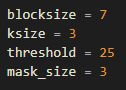 blocksize = 7
ksize = 3
threshold = 25
mask_size = 3